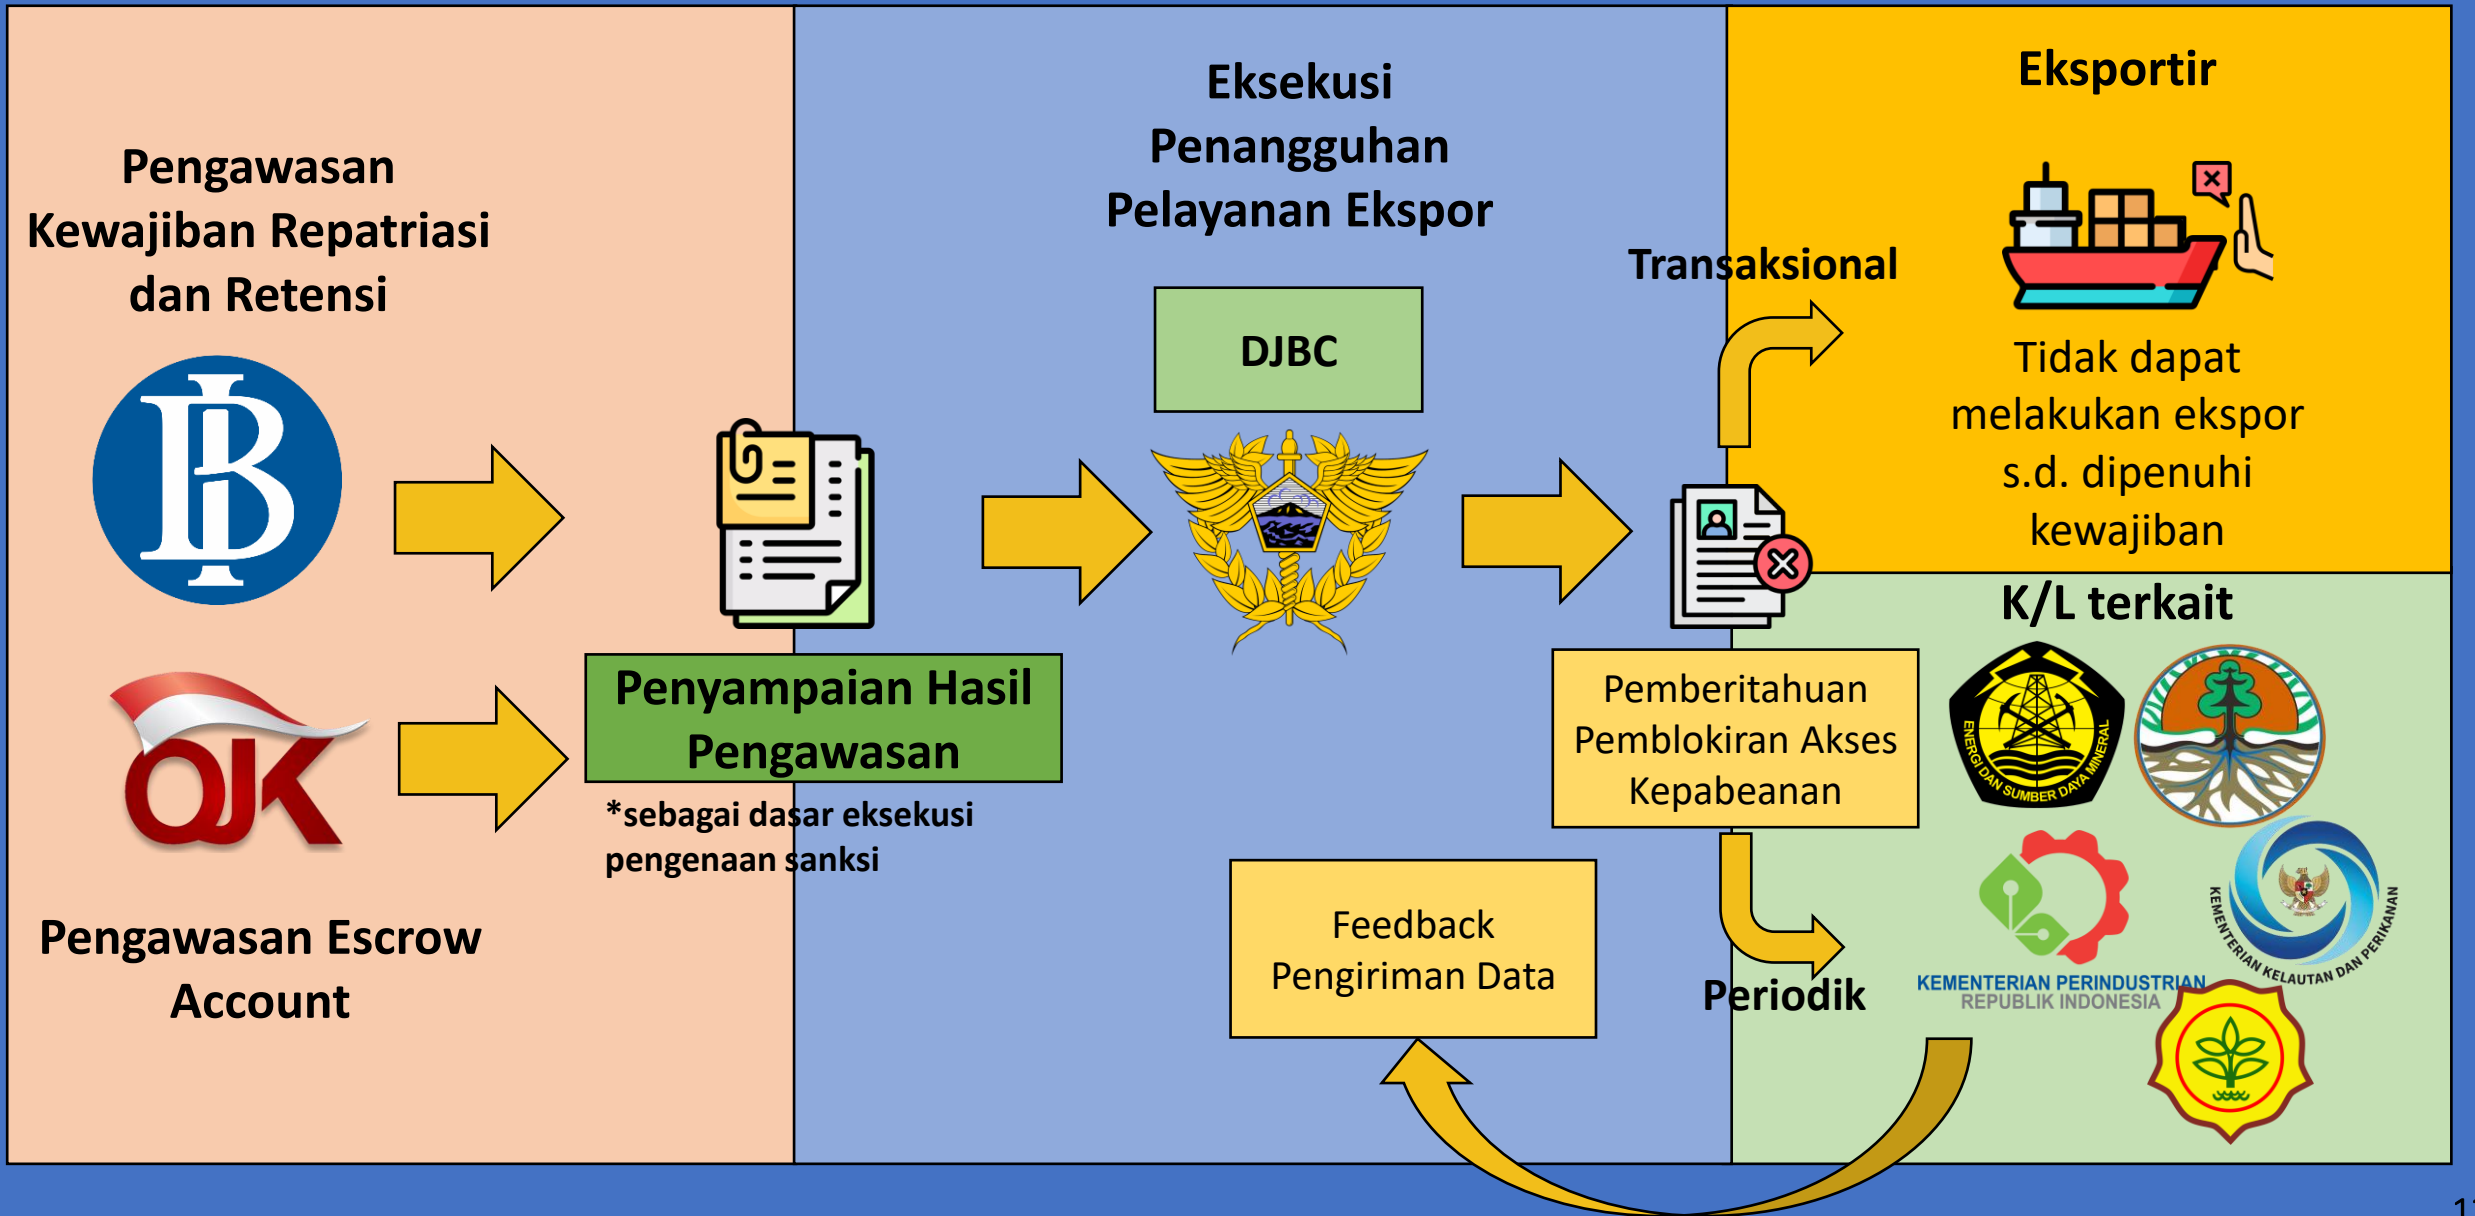 Pengawasan
Kewajiban Repatriasi
dan Retensi
BI
OJK
Pengawasan Escrow
Account
Penyampaian Hasil
Pengawasan
*sebagai dasar eksekusi
pengenaan sanksi
Eksekusi
Penangguhan
Pelayanan Ekspor
DJBC
Transaksional
Pemberitahuan
Pemblokiran Akses
Kepabeanan
Periodik
Feedback
Pengiriman Data
Eksportir
Tidak dapat
melakukan ekspor
s.d. dipenuhi
kewajiban
K/L terkait
ENERGI DAN SUMBER DAYA MINERAL
KEMENTERIAN PERINDUSTRIAN
REPUBLIK INDONESIA
KEMENTERIAN KELAUTAN DAN PERIKANAN